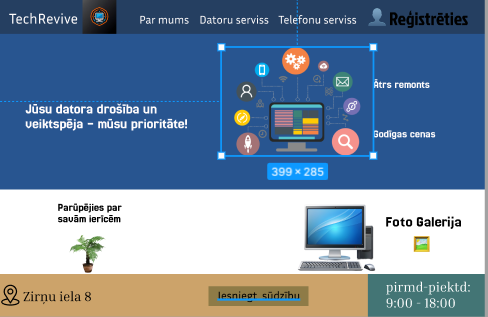 TechRevive
Par mums
Datoru serviss
Telefonu serviss
Reģistrēties
Jūsu datora drošība un
veiktspēja – mūsu prioritāte!
Ātrs remonts
Godīgas cenas
399 × 285
Parūpējies par
savām ierīcēm
Foto Galerija
Zirņu iela 8
Iesniegt sūdzību
pirmd-piektd:
9:00 - 18:00